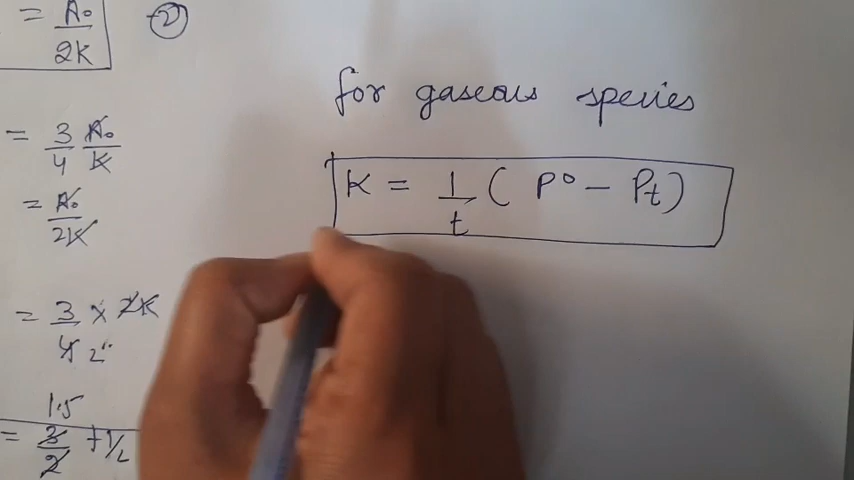 = A₀/2K
②
= 3/4 A₀/K
= A₀/2K
= 3/4 × 2K
2
1.5
= 3/2 t1/2
for gaseous species
K = 1/t ( P⁰ – Pt)